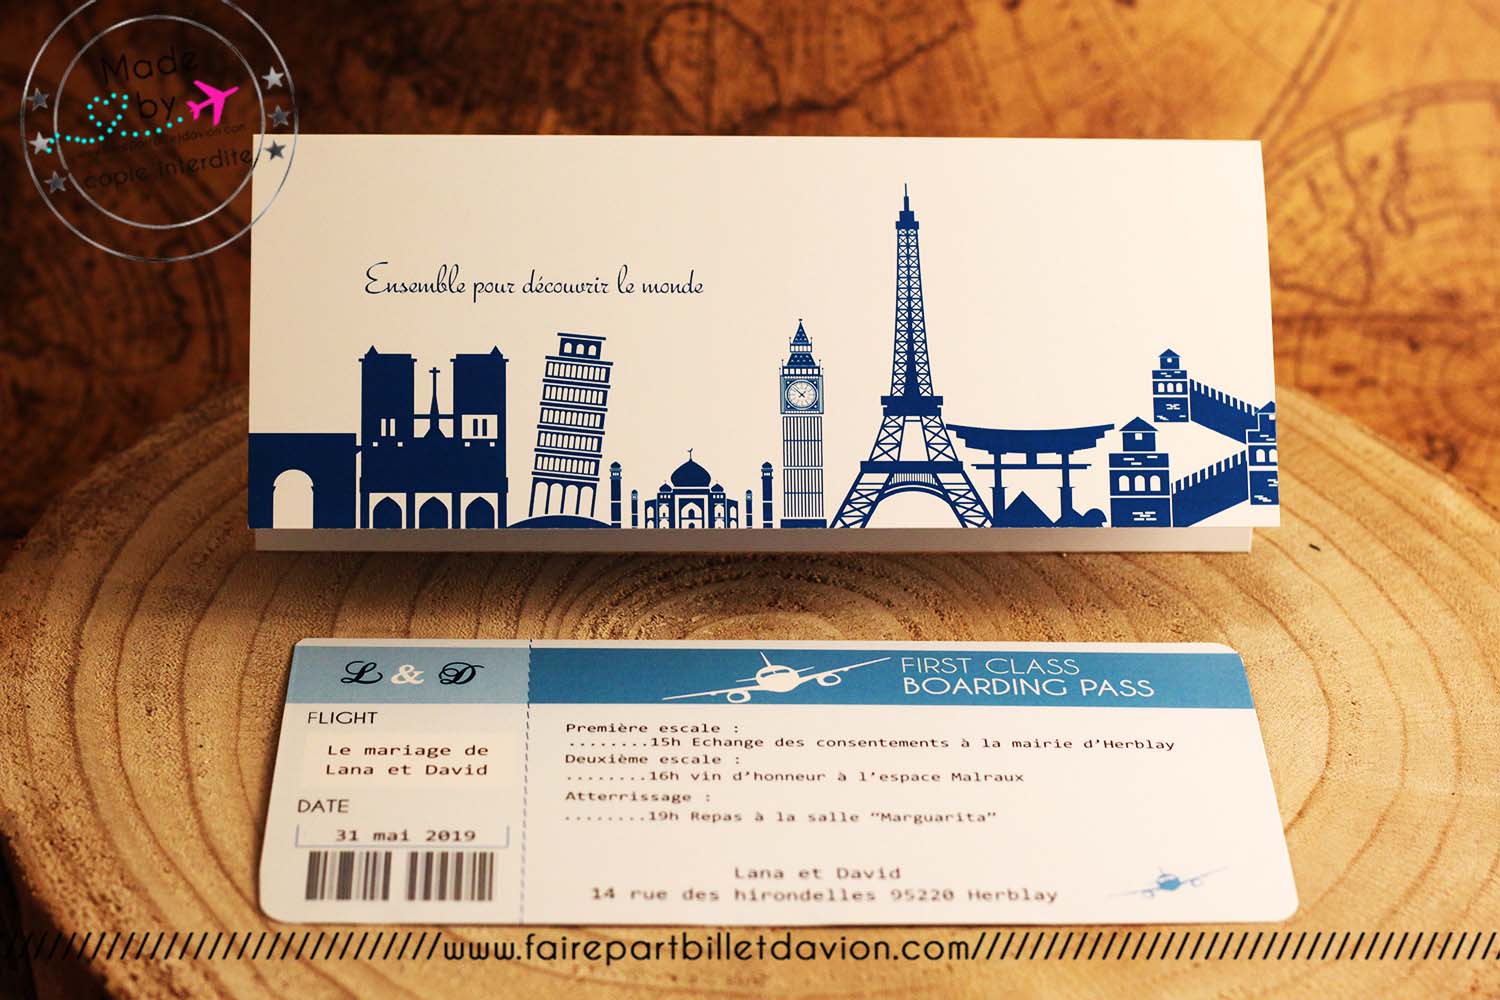 Made
by
copie interdite
Ensemble pour découvrir le monde
L & D
FIRST CLASS
BOARDING PASS
FLIGHT
Le mariage de
Lana et David
DATE
31 mai 2019
Première escale :
........15h Echange des consentements à la mairie d'Herblay
Deuxième escale :
........16h vin d'honneur à l'espace Malraux
Atterrissage :
........19h Repas à la salle “Marguarita”
Lana et David
14 rue des hirondelles 95220 Herblay
www.fairepartbilletdavion.com